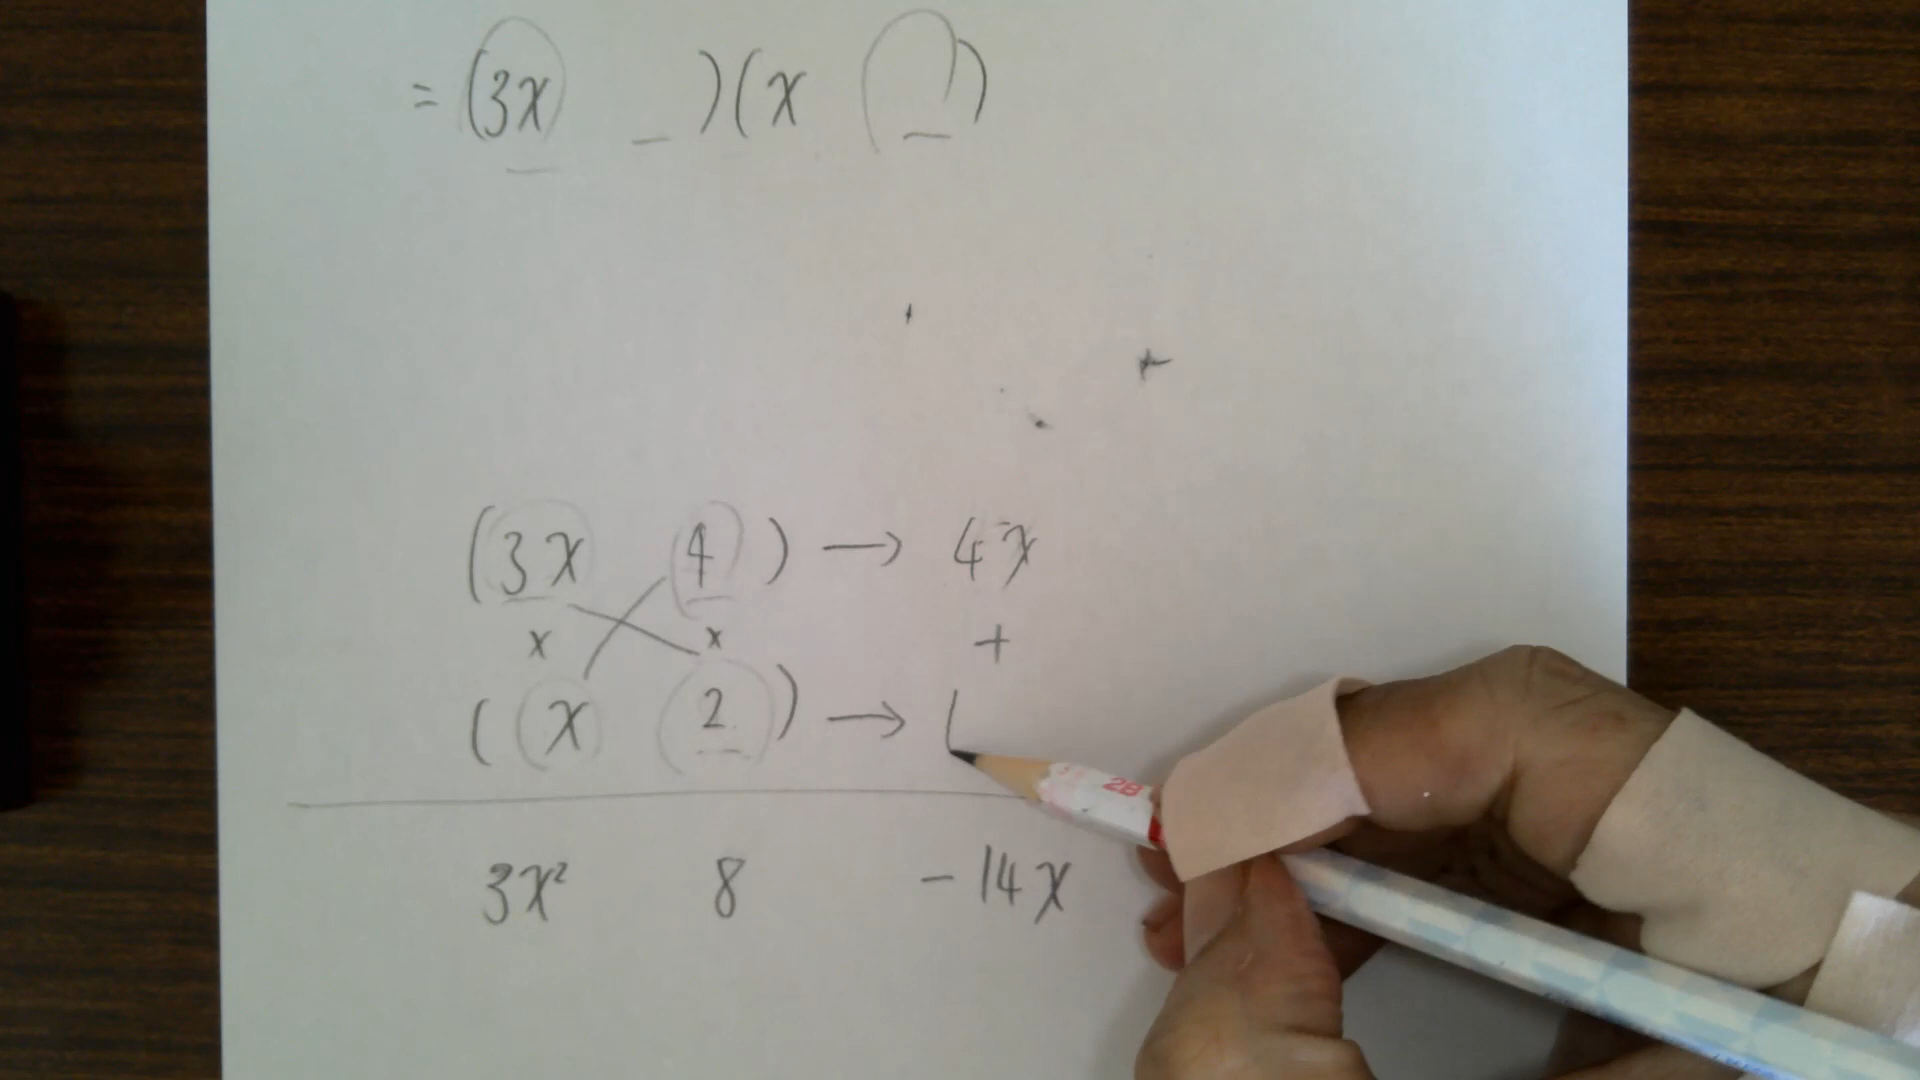 = (3x _ )(x _ )
(3x 4 ) → 4x
x x +
( x 2 ) → (
3x² 8 - 14x
2B